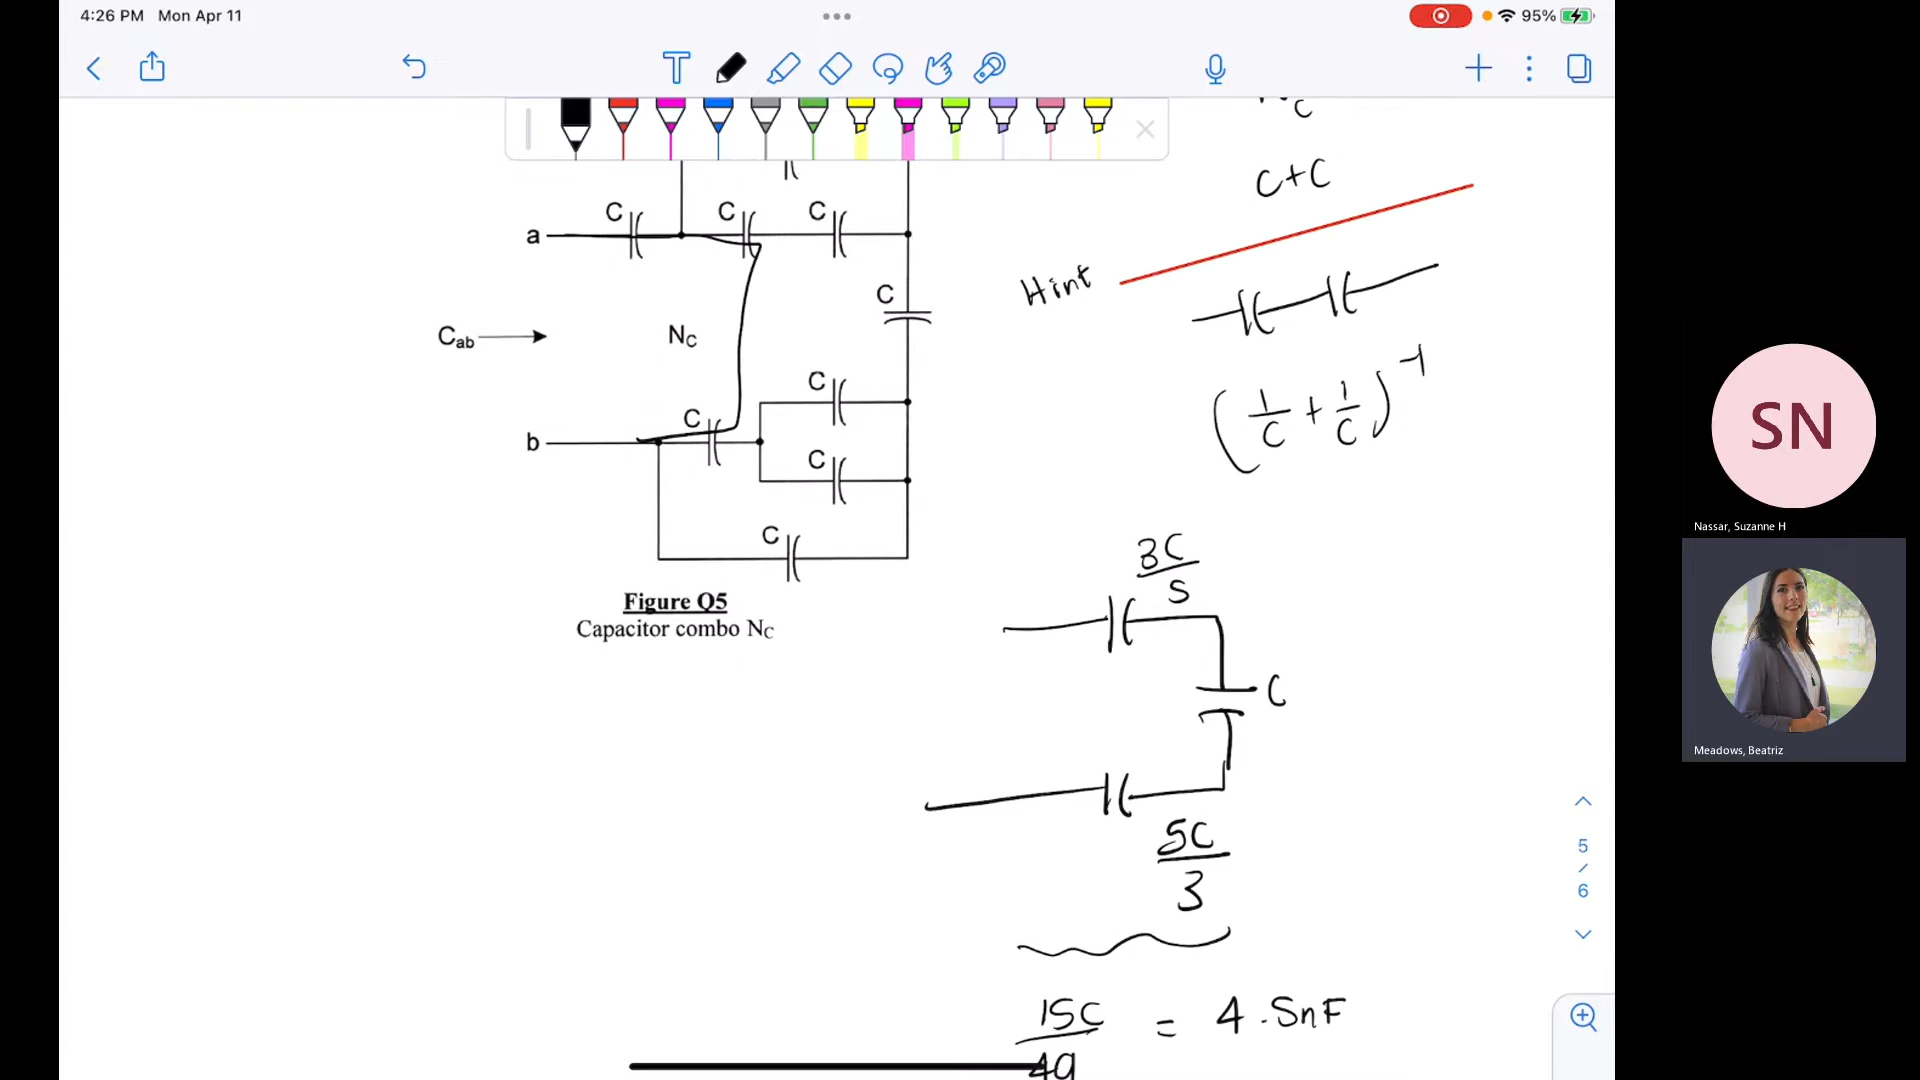 4:26 PM Mon Apr 11
95%
C
C+C
C
C
C
a
Hint
C
Cab
NC
(1/C + 1/C)^-1
C
C
b
C
C
3C/5
Figure Q5
Capacitor combo NC
C
5C/3
15C/49 = 4.5nF
5
/
6
SN
Nassar, Suzanne H
Meadows, Beatriz